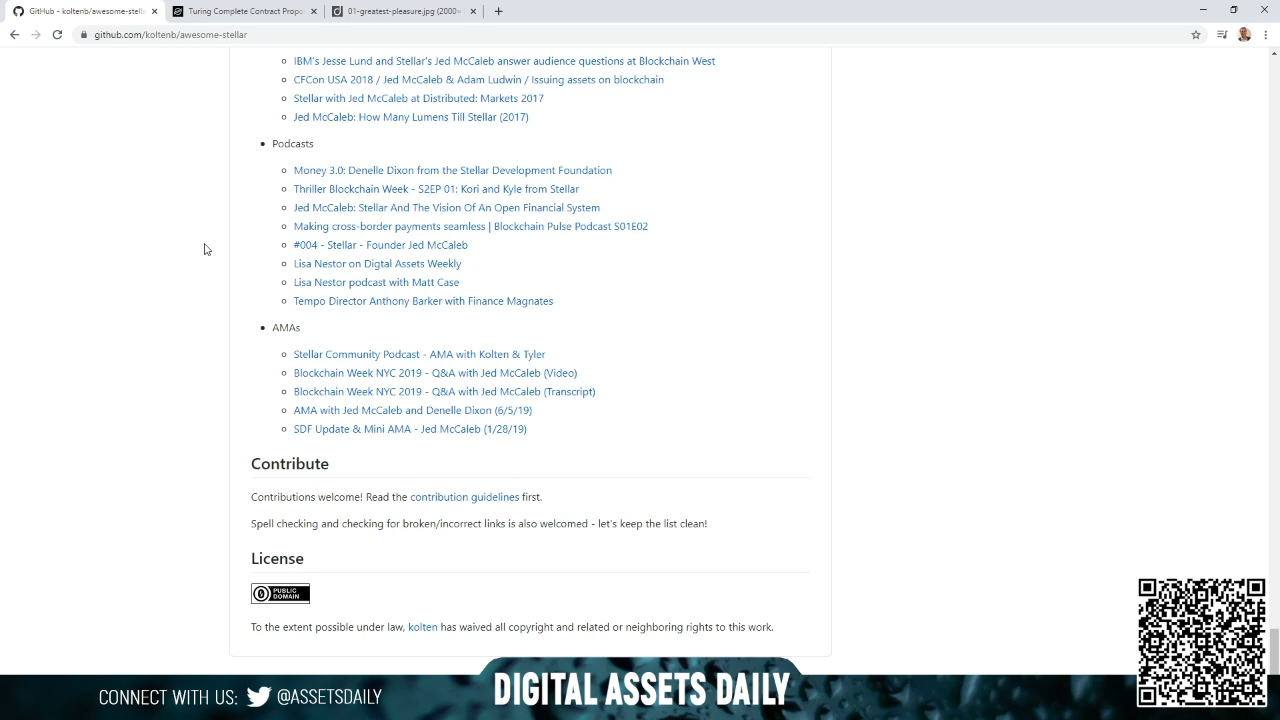 GitHub - koltenb/awesome-stella
Turing Complete Contract Propo
01-greatest-pleasure.jpg (2000×
github.com/koltenb/awesome-stellar
IBM's Jesse Lund and Stellar's Jed McCaleb answer audience questions at Blockchain West
CFCon USA 2018 / Jed McCaleb & Adam Ludwin / Issuing assets on blockchain
Stellar with Jed McCaleb at Distributed: Markets 2017
Jed McCaleb: How Many Lumens Till Stellar (2017)
Podcasts
Money 3.0: Denelle Dixon from the Stellar Development Foundation
Thriller Blockchain Week - S2EP 01: Kori and Kyle from Stellar
Jed McCaleb: Stellar And The Vision Of An Open Financial System
Making cross-border payments seamless | Blockchain Pulse Podcast S01E02
#004 - Stellar - Founder Jed McCaleb
Lisa Nestor on Digtal Assets Weekly
Lisa Nestor podcast with Matt Case
Tempo Director Anthony Barker with Finance Magnates
AMAs
Stellar Community Podcast - AMA with Kolten & Tyler
Blockchain Week NYC 2019 - Q&A with Jed McCaleb (Video)
Blockchain Week NYC 2019 - Q&A with Jed McCaleb (Transcript)
AMA with Jed McCaleb and Denelle Dixon (6/5/19)
SDF Update & Mini AMA - Jed McCaleb (1/28/19)
Contribute
Contributions welcome! Read the contribution guidelines first.
Spell checking and checking for broken/incorrect links is also welcomed - let's keep the list clean!
License
PUBLIC
DOMAIN
To the extent possible under law, kolten has waived all copyright and related or neighboring rights to this work.
CONNECT WITH US: @ASSETSDAILY
DIGITAL ASSETS DAILY